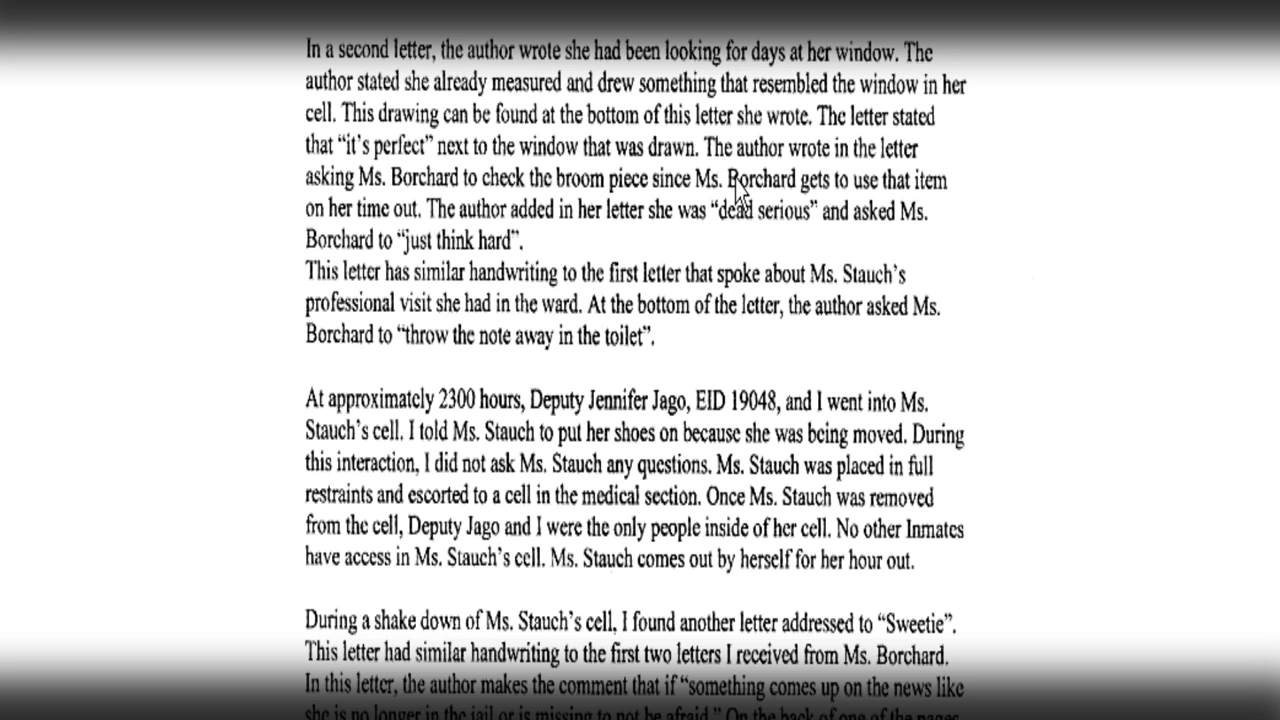 In a second letter, the author wrote she had been looking for days at her window. The
author stated she already measured and drew something that resembled the window in her
cell. This drawing can be found at the bottom of this letter she wrote. The letter stated
that “it’s perfect” next to the window that was drawn. The author wrote in the letter
asking Ms. Borchard to check the broom piece since Ms. Borchard gets to use that item
on her time out. The author added in her letter she was “dead serious” and asked Ms.
Borchard to “just think hard”.
This letter has similar handwriting to the first letter that spoke about Ms. Stauch’s
professional visit she had in the ward. At the bottom of the letter, the author asked Ms.
Borchard to “throw the note away in the toilet”.
At approximately 2300 hours, Deputy Jennifer Jago, EID 19048, and I went into Ms.
Stauch’s cell. I told Ms. Stauch to put her shoes on because she was being moved. During
this interaction, I did not ask Ms. Stauch any questions. Ms. Stauch was placed in full
restraints and escorted to a cell in the medical section. Once Ms. Stauch was removed
from the cell, Deputy Jago and I were the only people inside of her cell. No other Inmates
have access in Ms. Stauch’s cell. Ms. Stauch comes out by herself for her hour out.
During a shake down of Ms. Stauch’s cell, I found another letter addressed to “Sweetie”.
This letter had similar handwriting to the first two letters I received from Ms. Borchard.
In this letter, the author makes the comment that if “something comes up on the news like
she is no longer in the jail or is missing to not be afraid.” On the back of one of the pages